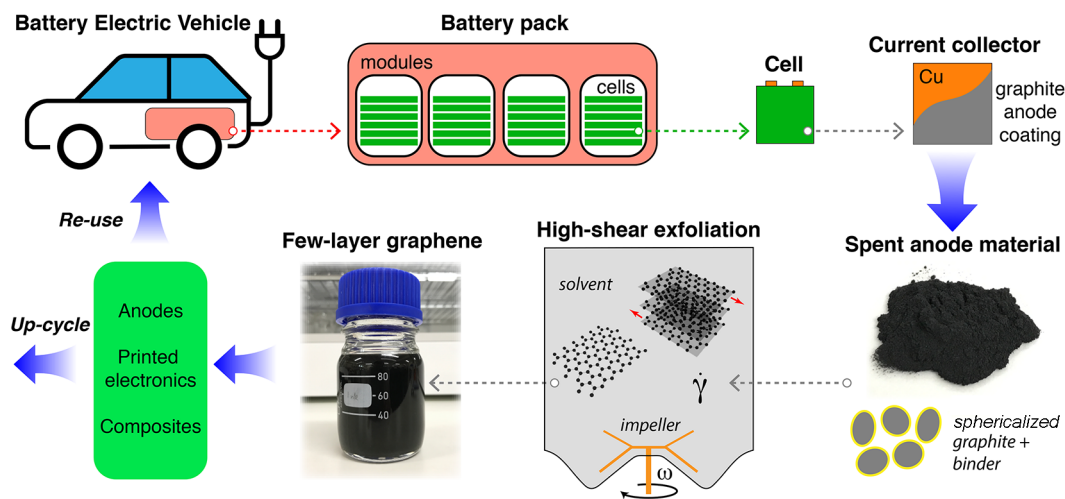 Battery Electric Vehicle
Battery pack
modules
cells
Cell
Current collector
Cu
graphite
anode
coating
Re-use
Few-layer graphene
High-shear exfoliation
Spent anode material
solvent
Up-cycle
Anodes
Printed
electronics
Composites
80
60
40
γ̇
impeller
ω
sphericalized
graphite +
binder